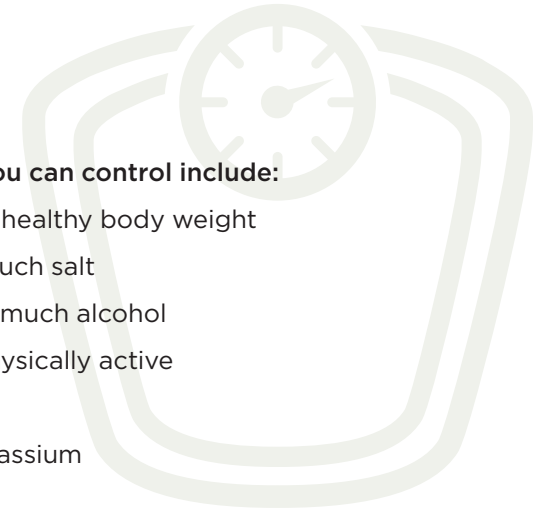 ou can control include:
healthy body weight
uch salt
much alcohol
ysically active
assium